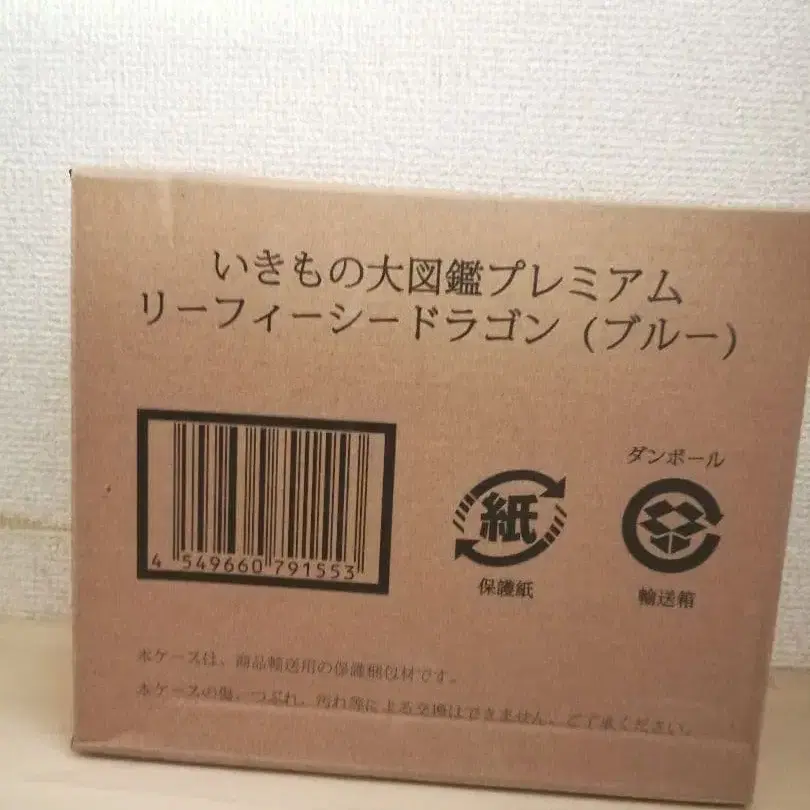 いきもの大図鑑プレミアム
リーフィーシードラゴン（ブルー）
4 549660 791553
紙
保護紙
ダンボール
輸送箱
本ケースは、商品輸送用の保護梱包材です。
本ケースの傷、つぶれ、汚れ等による交換はできません。ご了承ください。